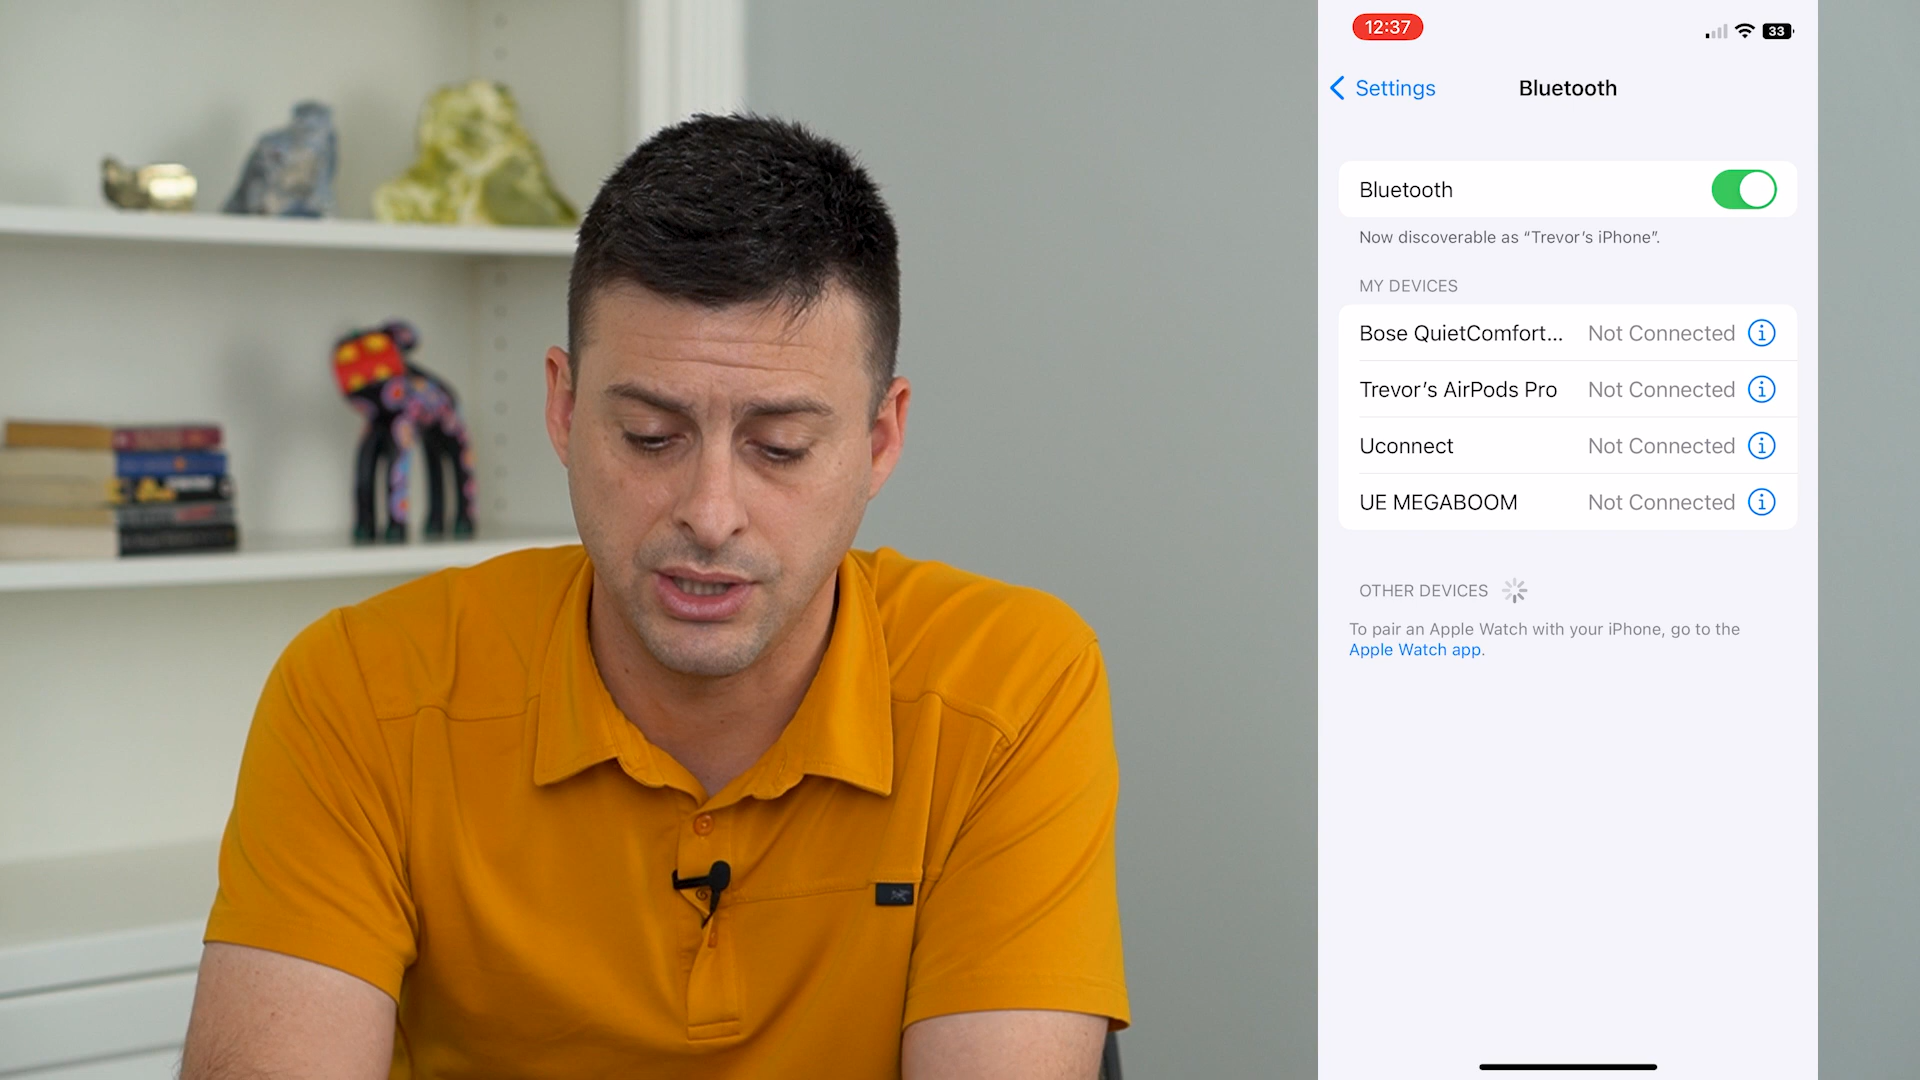 12:37
33
Settings
Bluetooth
Bluetooth
Now discoverable as “Trevor’s iPhone”.
MY DEVICES
Bose QuietComfort... Not Connected
Trevor’s AirPods Pro Not Connected
Uconnect Not Connected
UE MEGABOOM Not Connected
OTHER DEVICES
To pair an Apple Watch with your iPhone, go to the
Apple Watch app.